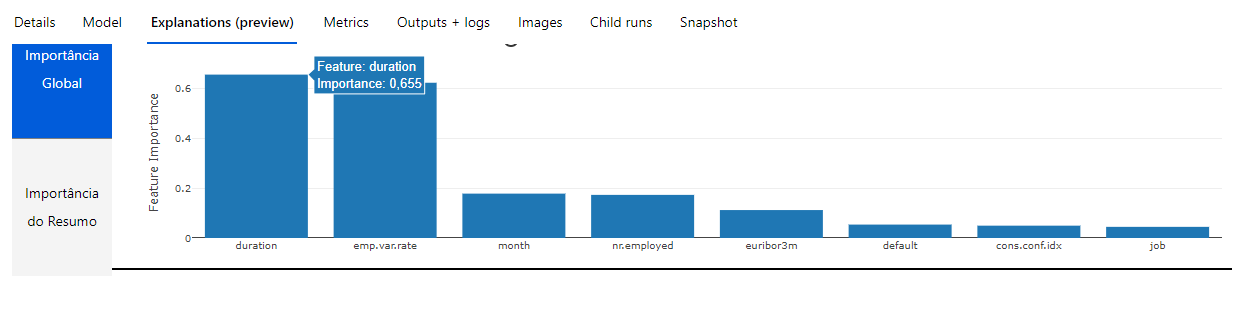 Details Model Explanations (preview) Metrics Outputs + logs Images Child runs Snapshot
Importância
Global
Importância
do Resumo
Feature: duration
Importance: 0,655
Feature Importance
0.6
0.4
0.2
0
duration emp.var.rate month nr.employed euribor3m default cons.conf.idx job